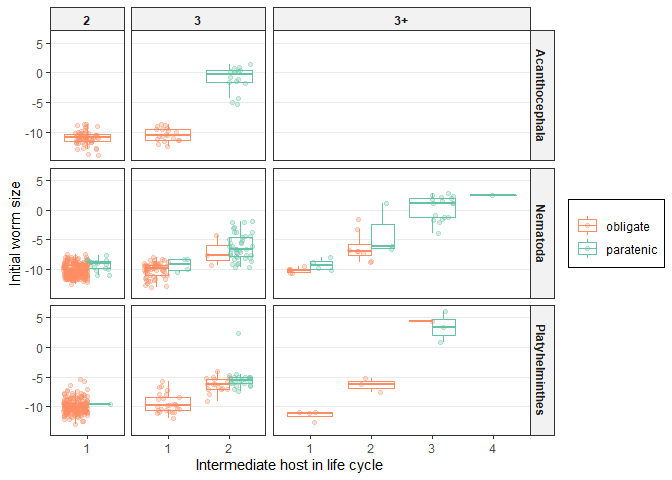 2 3 3+
5
0
-5
-10
Acanthocephala
5
0
-5
-10
Nematoda
5
0
-5
-10
Platyhelminthes
Initial worm size
1 1 2 1 2 3 4
Intermediate host in life cycle
obligate
paratenic